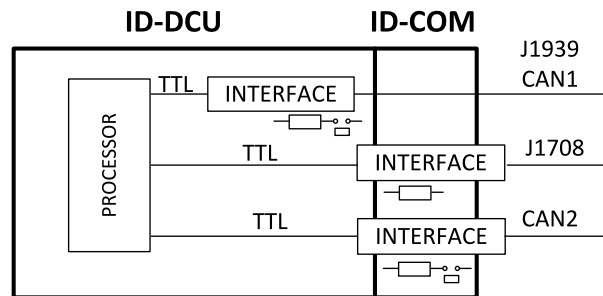 ID-DCU
ID-COM
J1939
CAN1
TTL
INTERFACE
PROCESSOR
TTL
INTERFACE
J1708
TTL
INTERFACE
CAN2